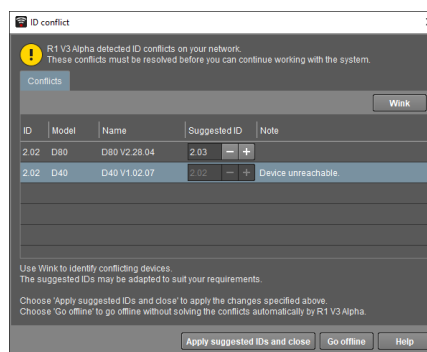 ID conflict
R1 V3 Alpha detected ID conflicts on your network.
These conflicts must be resolved before you can continue working with the system.
Conflicts
Wink
ID Model Name Suggested ID Note
2.02 D80 D80 V2.28.04 2.03 − +
2.02 D40 D40 V1.02.07 2.02 − + Device unreachable.
Use Wink to identify conflicting devices.
The suggested IDs may be adapted to suit your requirements.
Choose 'Apply suggested IDs and close' to apply the changes specified above.
Choose 'Go offline' to go offline without solving the conflicts automatically by R1 V3 Alpha.
Apply suggested IDs and close Go offline Help